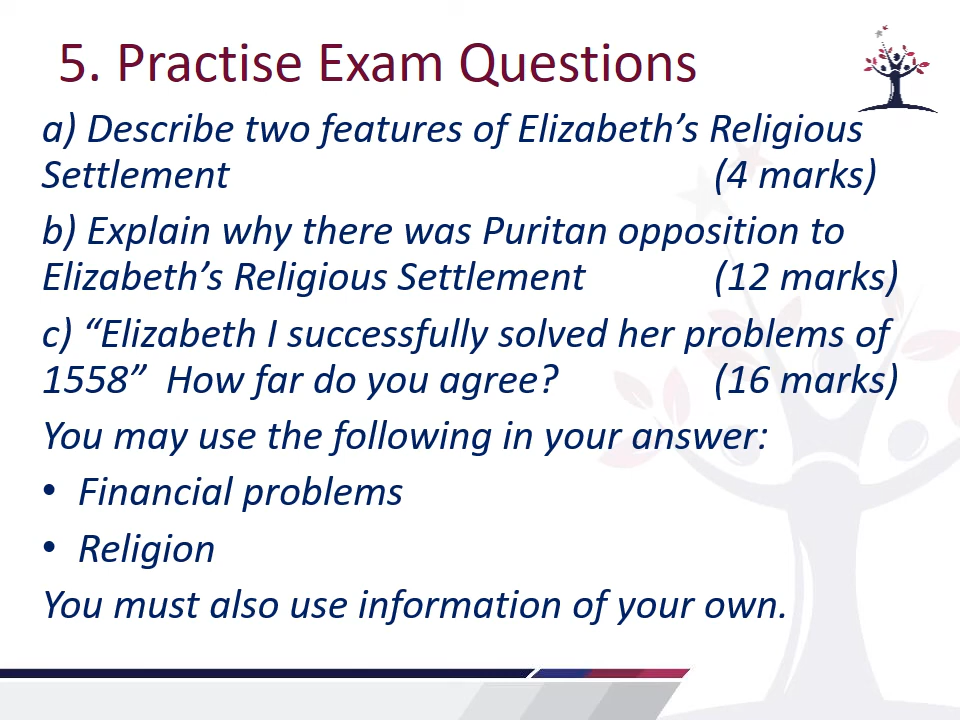 5. Practise Exam Questions
a) Describe two features of Elizabeth’s Religious
Settlement (4 marks)
b) Explain why there was Puritan opposition to
Elizabeth’s Religious Settlement (12 marks)
c) “Elizabeth I successfully solved her problems of
1558” How far do you agree? (16 marks)
You may use the following in your answer:
• Financial problems
• Religion
You must also use information of your own.